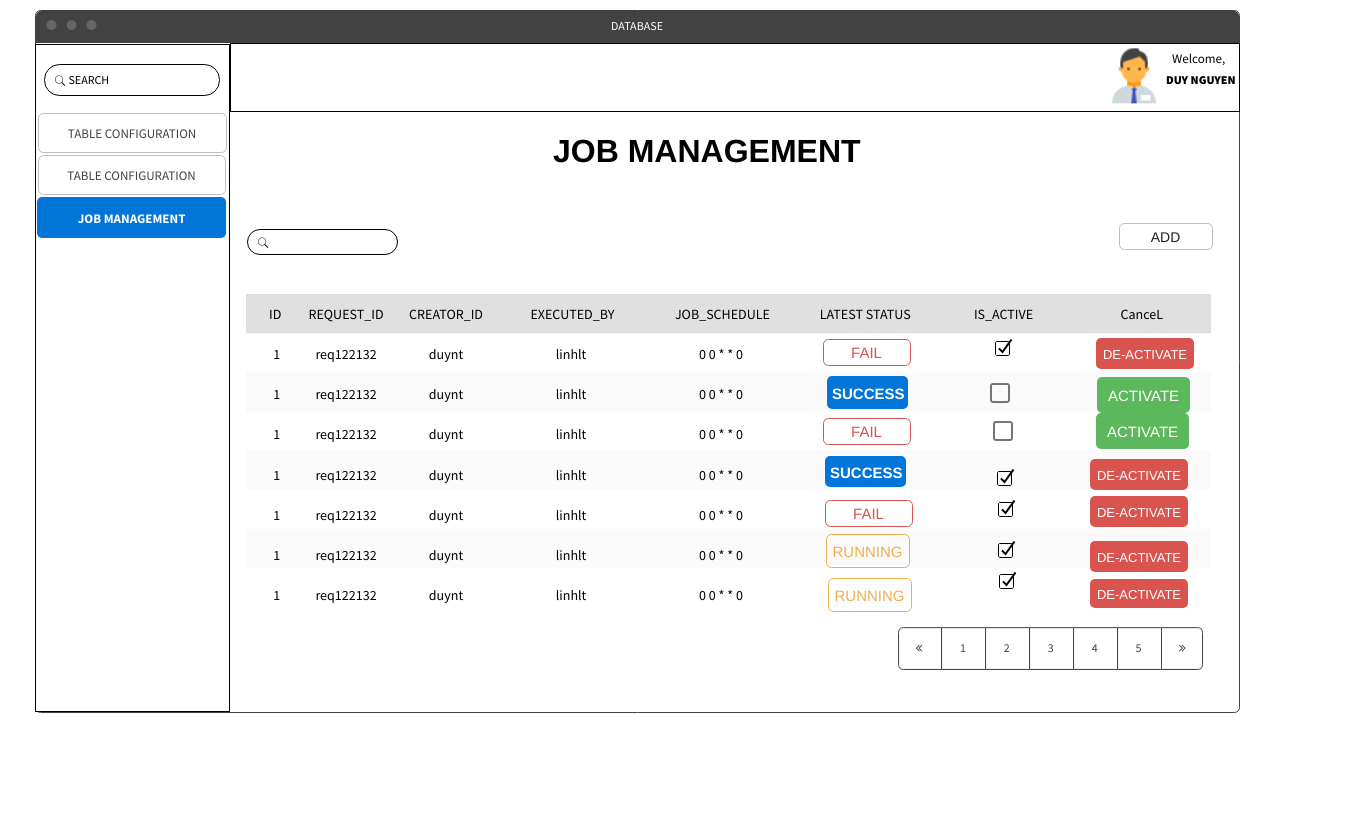 DATABASE
SEARCH
Welcome,
DUY NGUYEN
TABLE CONFIGURATION
TABLE CONFIGURATION
JOB MANAGEMENT
JOB MANAGEMENT
ADD
ID REQUEST_ID CREATOR_ID EXECUTED_BY JOB_SCHEDULE LATEST STATUS IS_ACTIVE CanceL
1 req122132 duynt linhlt 0 0 * * 0 FAIL DE-ACTIVATE
1 req122132 duynt linhlt 0 0 * * 0 SUCCESS ACTIVATE
1 req122132 duynt linhlt 0 0 * * 0 FAIL ACTIVATE
1 req122132 duynt linhlt 0 0 * * 0 SUCCESS DE-ACTIVATE
1 req122132 duynt linhlt 0 0 * * 0 FAIL DE-ACTIVATE
1 req122132 duynt linhlt 0 0 * * 0 RUNNING DE-ACTIVATE
1 req122132 duynt linhlt 0 0 * * 0 RUNNING DE-ACTIVATE
« 1 2 3 4 5 »